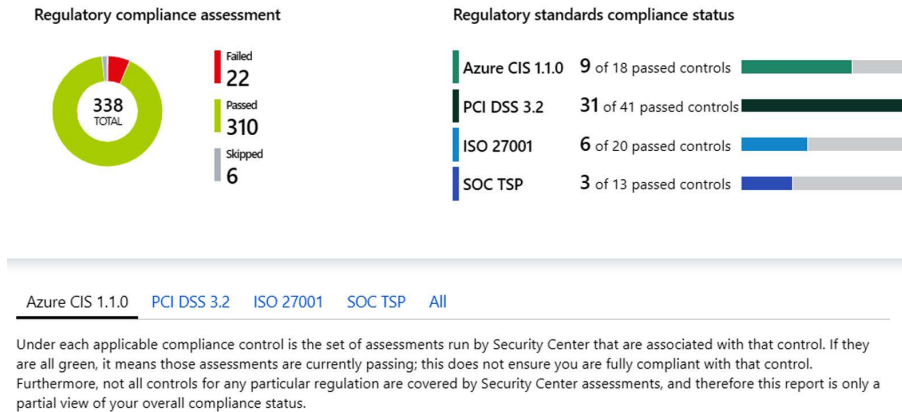 Regulatory compliance assessment
338
TOTAL
Failed
22
Passed
310
Skipped
6
Regulatory standards compliance status
Azure CIS 1.1.0 9 of 18 passed controls
PCI DSS 3.2 31 of 41 passed controls
ISO 27001 6 of 20 passed controls
SOC TSP 3 of 13 passed controls
Azure CIS 1.1.0 PCI DSS 3.2 ISO 27001 SOC TSP All
Under each applicable compliance control is the set of assessments run by Security Center that are associated with that control. If they
are all green, it means those assessments are currently passing; this does not ensure you are fully compliant with that control.
Furthermore, not all controls for any particular regulation are covered by Security Center assessments, and therefore this report is only a
partial view of your overall compliance status.